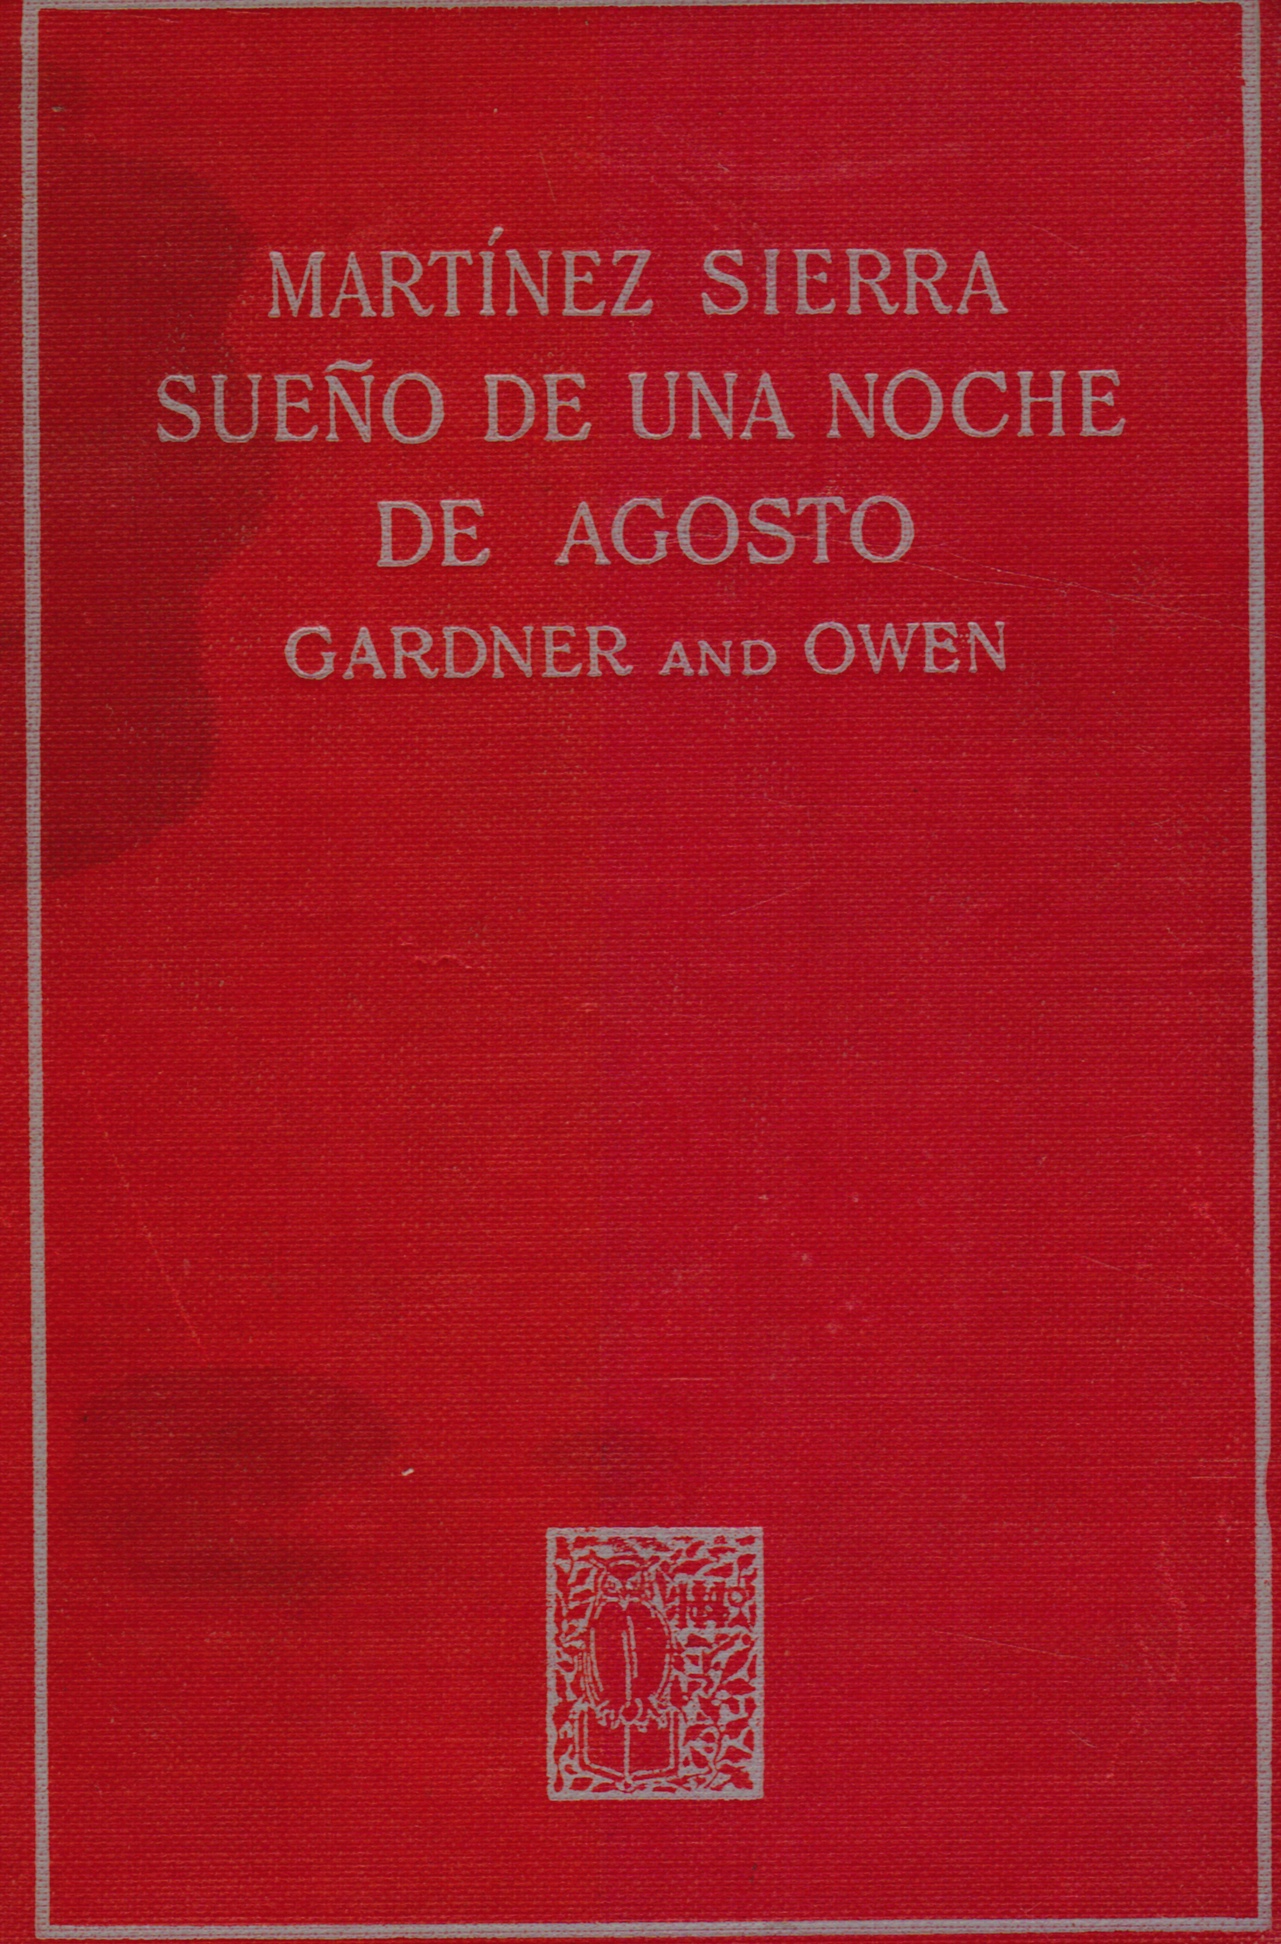 MARTÍNEZ SIERRA
SUEÑO DE UNA NOCHE
DE AGOSTO
GARDNER AND OWEN